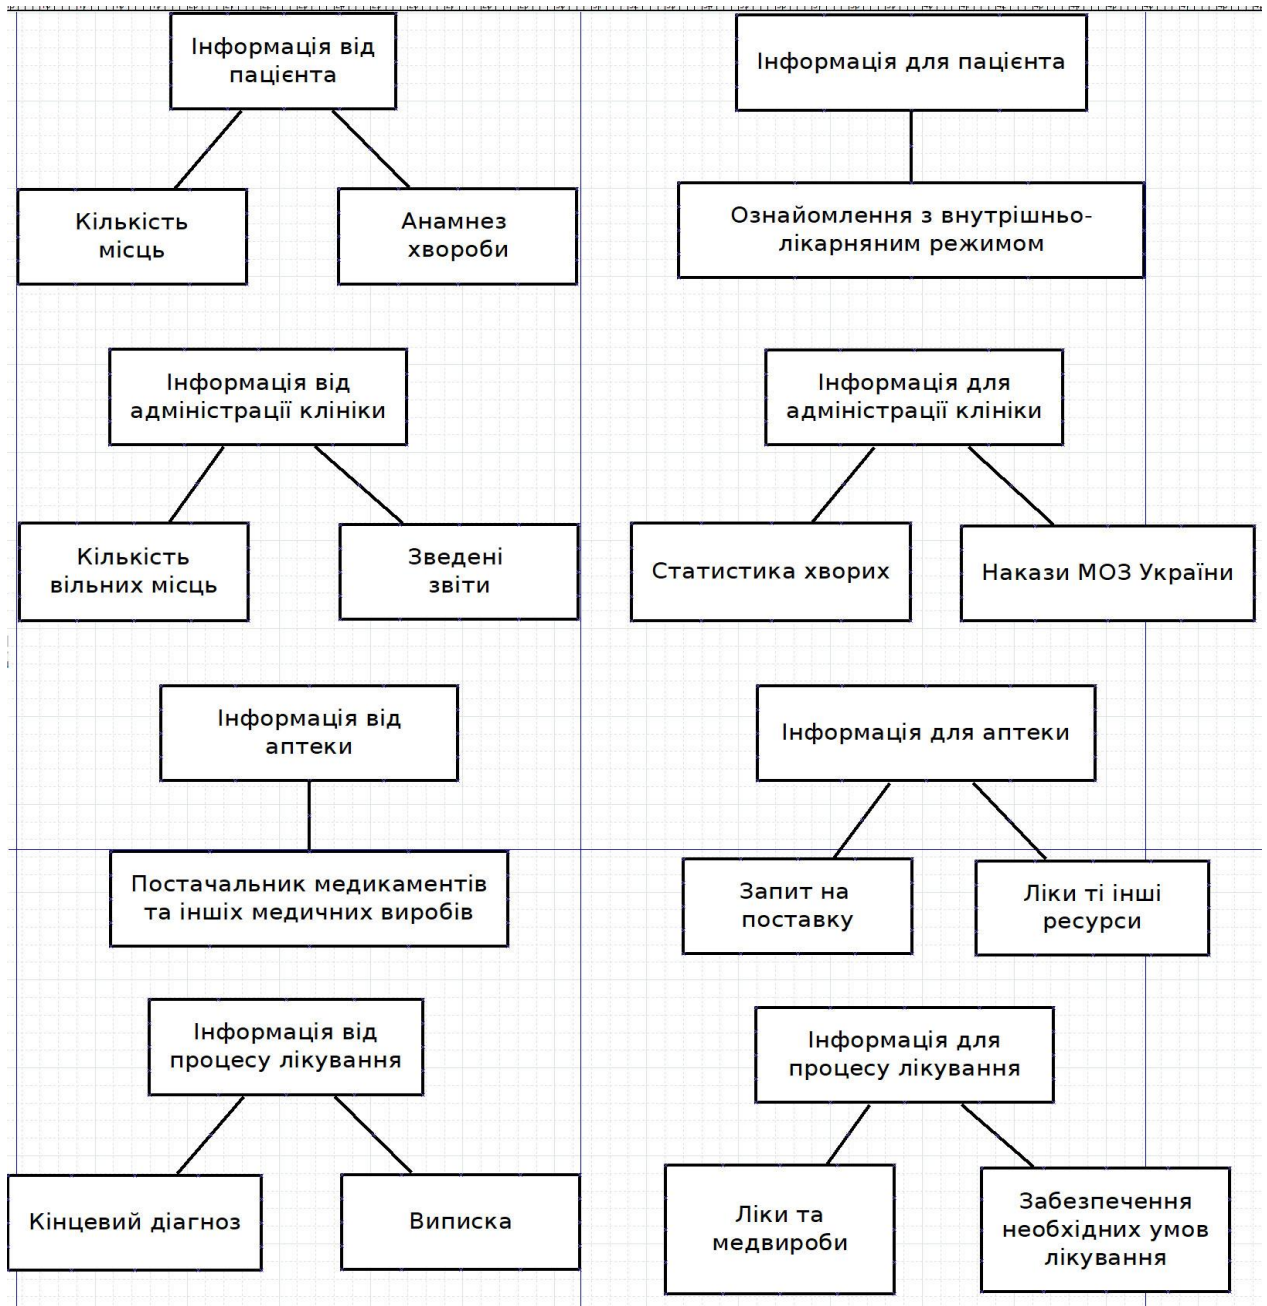 Інформація від
пацієнта
Кількість
місць
Анамнез
хвороби
Інформація для пацієнта
Ознайомлення з внутрішньо-
лікарняним режимом
Інформація від
адміністрації клініки
Кількість
вільних місць
Зведені
звіти
Інформація для
адміністрації клініки
Статистика хворих
Накази МОЗ України
Інформація від
аптеки
Постачальник медикаментів
та іншіх медичних виробів
Інформація для аптеки
Запит на
поставку
Ліки ті інші
ресурси
Інформація від
процесу лікування
Кінцевий діагноз
Виписка
Інформація для
процесу лікування
Ліки та
медвироби
Забезпечення
необхідних умов
лікування